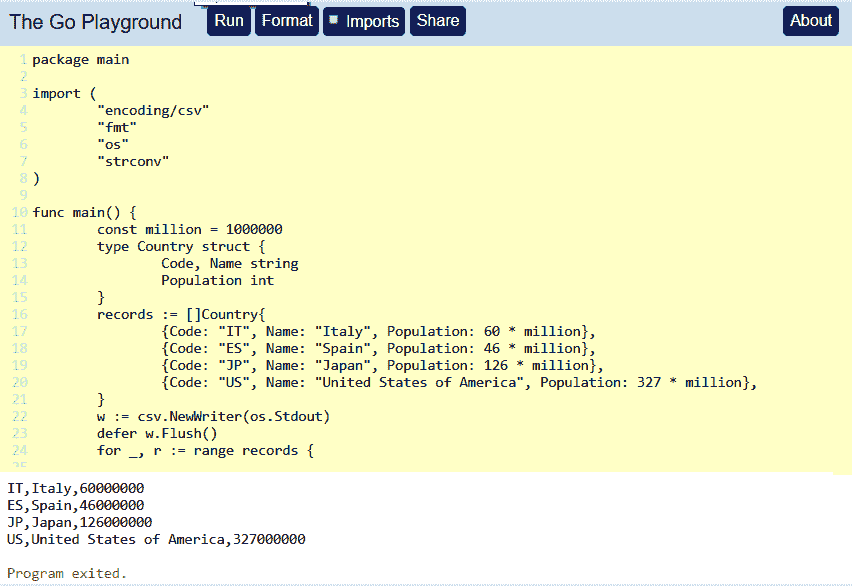 The Go Playground Run Format Imports Share About
1 package main
2
3 import (
4 "encoding/csv"
5 "fmt"
6 "os"
7 "strconv"
8 )
9
10 func main() {
11 const million = 1000000
12 type Country struct {
13 Code, Name string
14 Population int
15 }
16 records := []Country{
17 {Code: "IT", Name: "Italy", Population: 60 * million},
18 {Code: "ES", Name: "Spain", Population: 46 * million},
19 {Code: "JP", Name: "Japan", Population: 126 * million},
20 {Code: "US", Name: "United States of America", Population: 327 * million},
21 }
22 w := csv.NewWriter(os.Stdout)
23 defer w.Flush()
24 for _, r := range records {
25
IT,Italy,60000000
ES,Spain,46000000
JP,Japan,126000000
US,United States of America,327000000
Program exited.